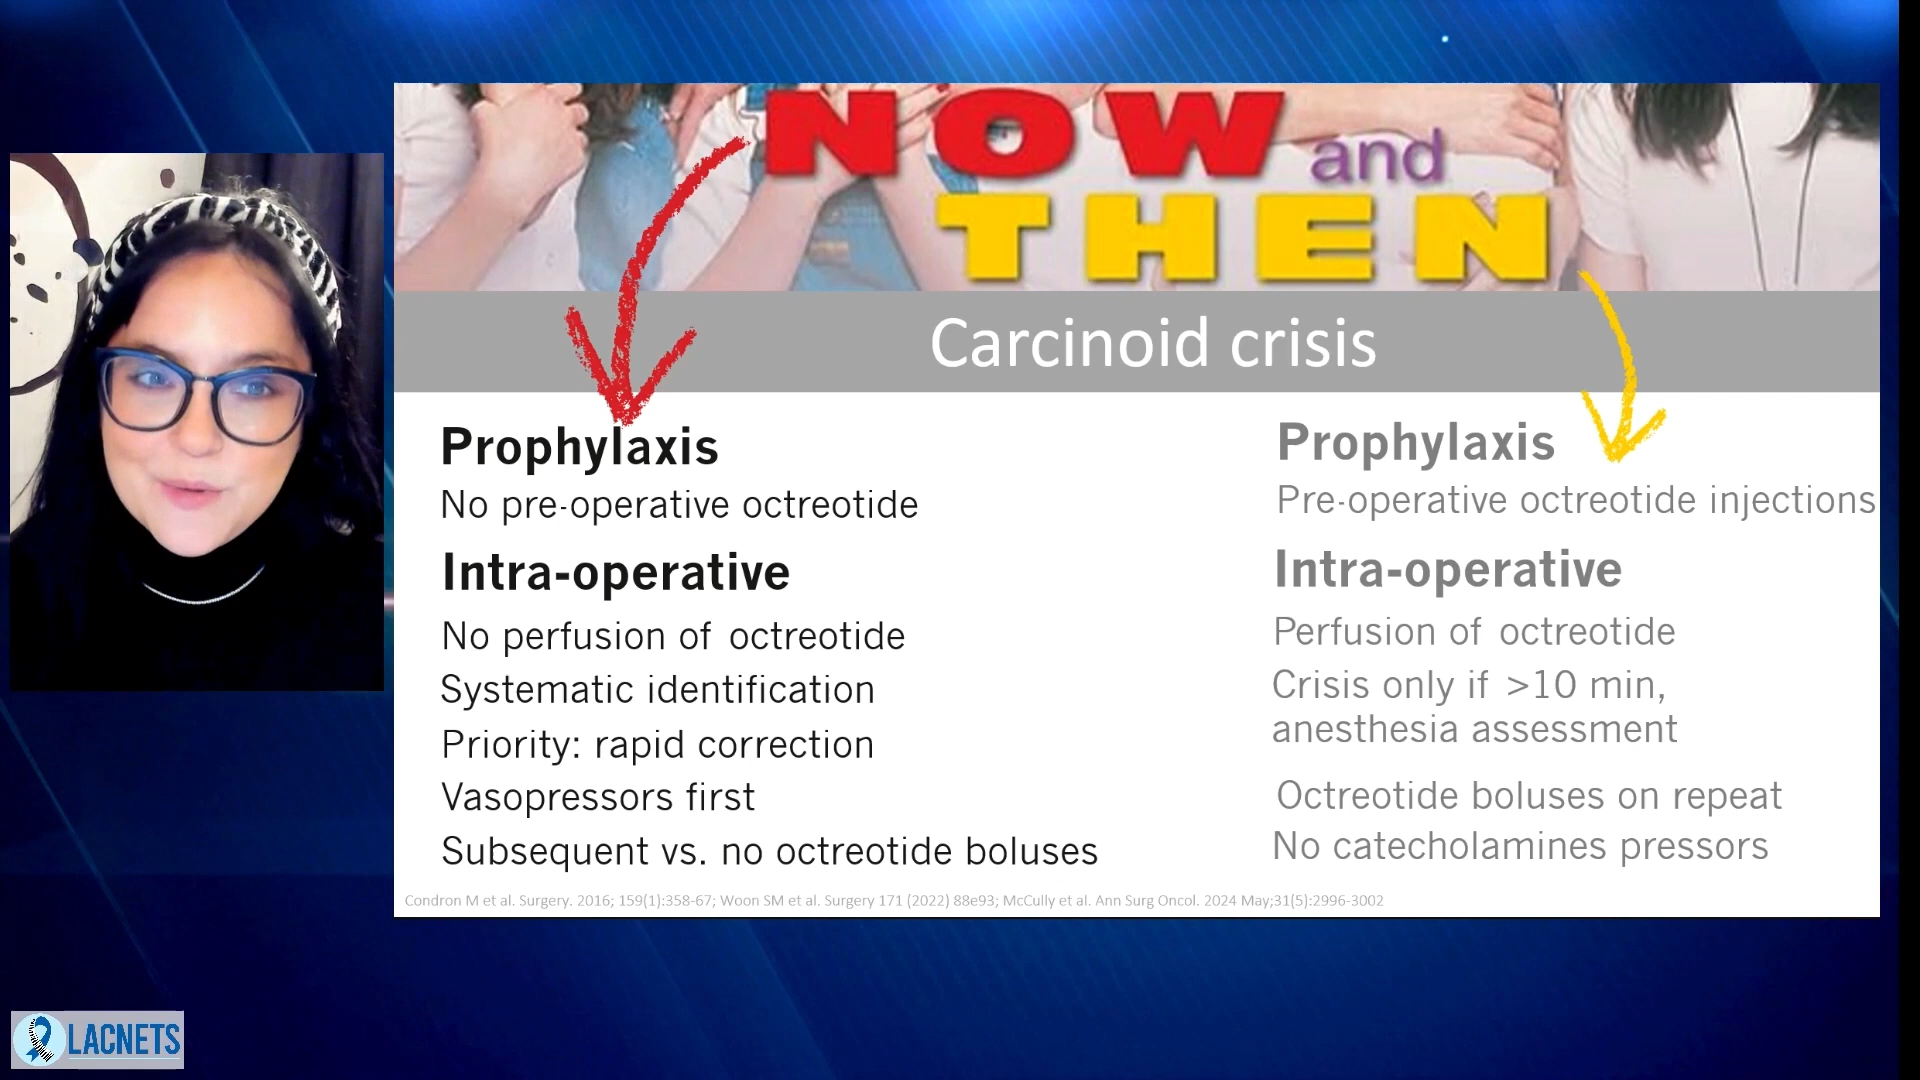 NOW and
THEN
Carcinoid crisis
Prophylaxis
No pre-operative octreotide
Intra-operative
No perfusion of octreotide
Systematic identification
Priority: rapid correction
Vasopressors first
Subsequent vs. no octreotide boluses
Prophylaxis
Pre-operative octreotide injections
Intra-operative
Perfusion of octreotide
Crisis only if >10 min,
anesthesia assessment
Octreotide boluses on repeat
No catecholamines pressors
Condron M et al. Surgery. 2016; 159(1):358-67; Woon SM et al. Surgery 171 (2022) 88e93; McCully et al. Ann Surg Oncol. 2024 May;31(5):2996-3002
LACNETS